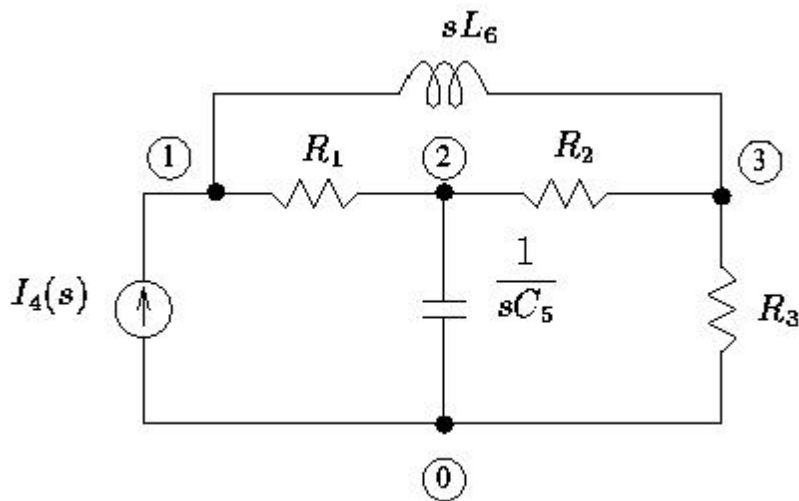 sL₆
① R₁ ② R₂ ③
I₄(s)
1
sC₅
R₃
⓪